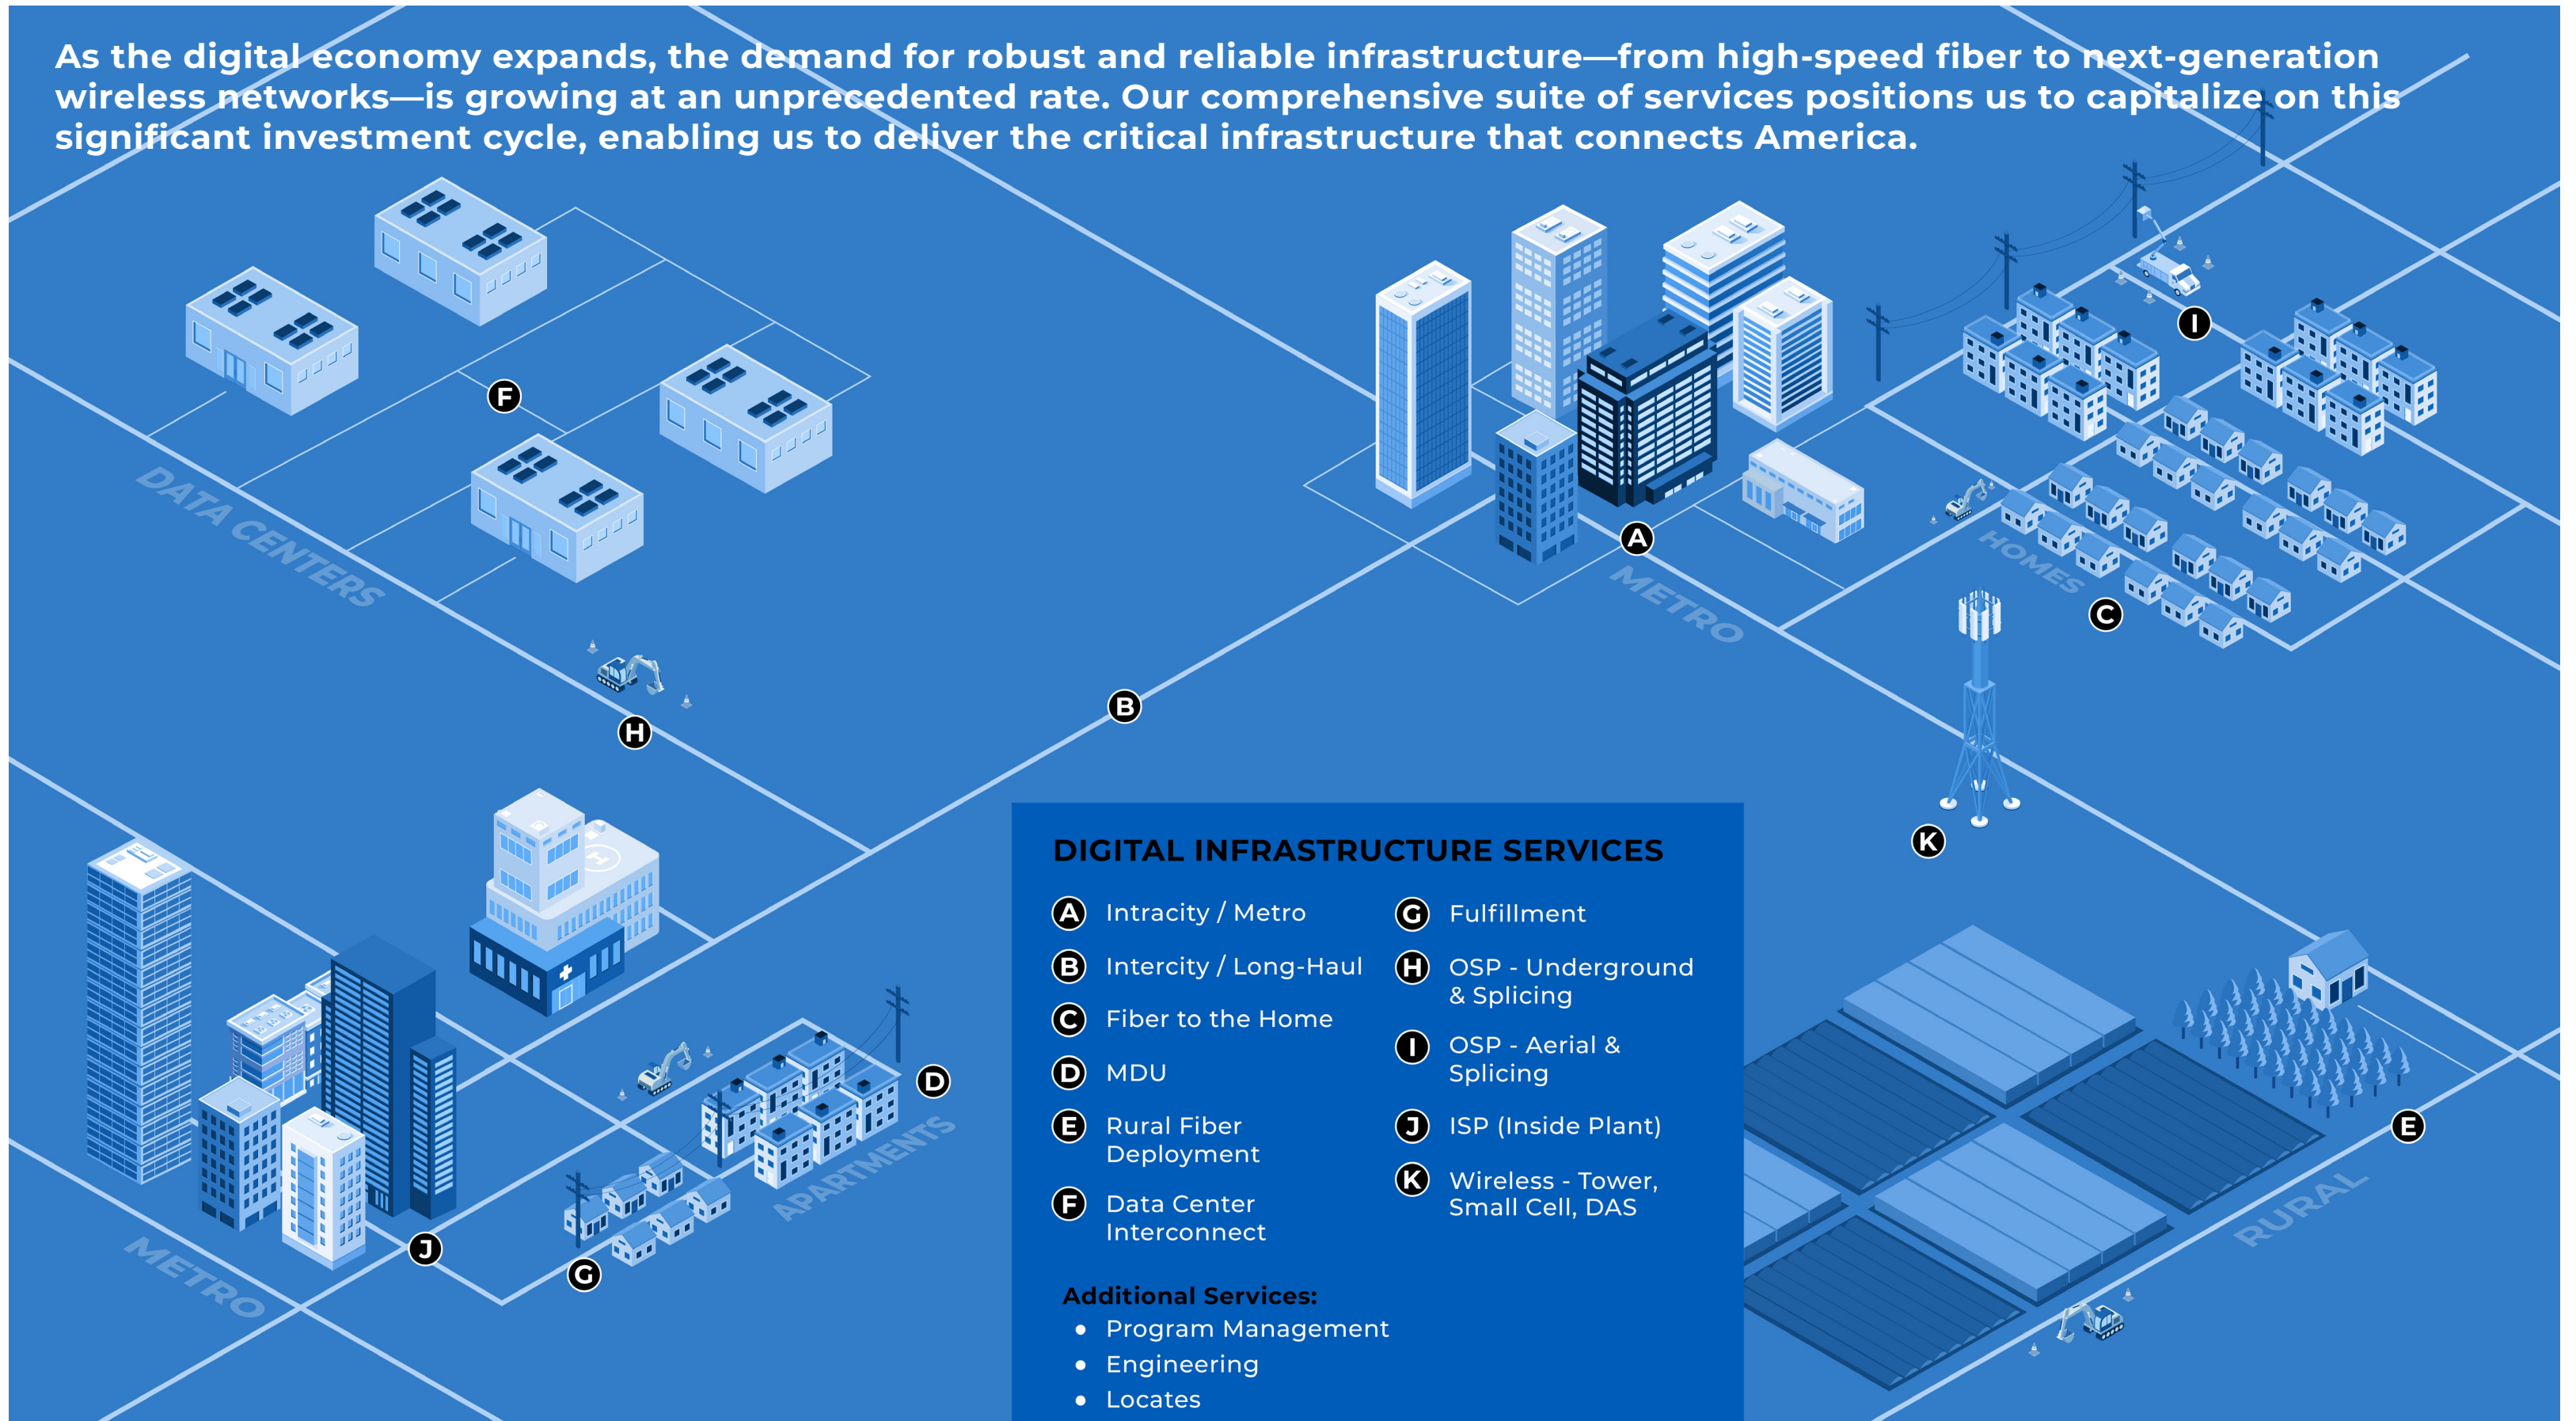 As the digital economy expands, the demand for robust and reliable infrastructure—from high-speed fiber to next-generation
wireless networks—is growing at an unprecedented rate. Our comprehensive suite of services positions us to capitalize on this
significant investment cycle, enabling us to deliver the critical infrastructure that connects America.
I
F
DATA CENTERS
A
METRO
HOMES
C
B
H
K
H
D
APARTMENTS
J
G
METRO
E
RURAL
DIGITAL INFRASTRUCTURE SERVICES
A Intracity / Metro
B Intercity / Long-Haul
C Fiber to the Home
D MDU
E Rural Fiber
Deployment
F Data Center
Interconnect
G Fulfillment
H OSP - Underground
& Splicing
I OSP - Aerial &
Splicing
J ISP (Inside Plant)
K Wireless - Tower,
Small Cell, DAS
Additional Services:
• Program Management
• Engineering
• Locates